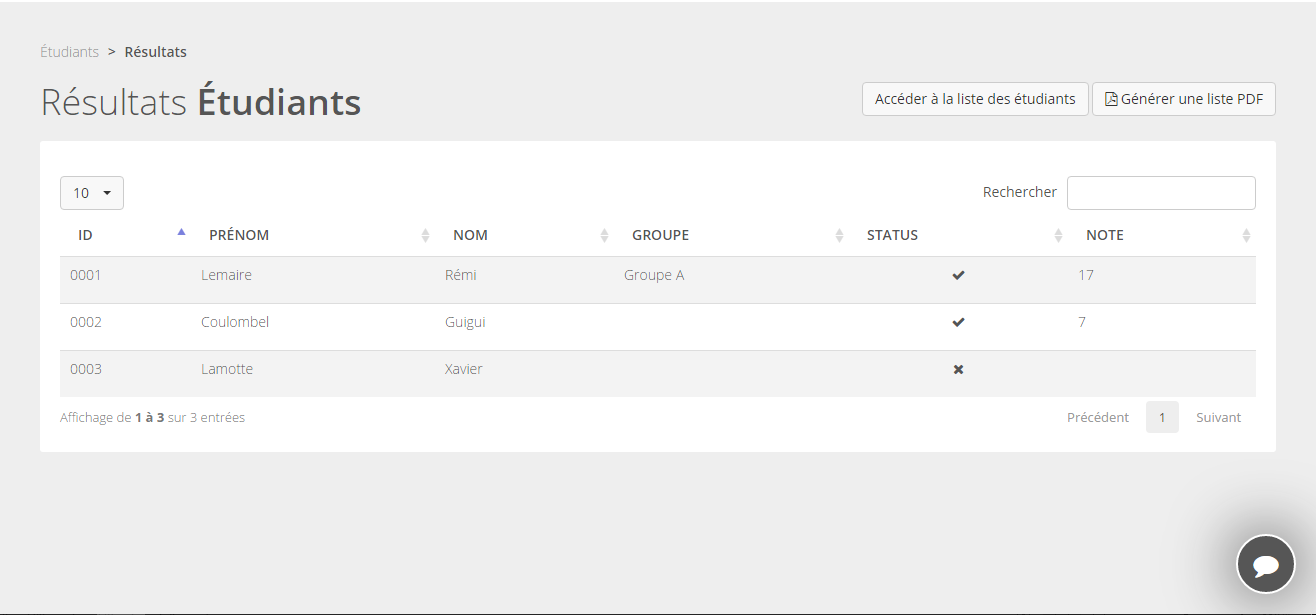 Étudiants > Résultats
Résultats Étudiants
Accéder à la liste des étudiants Générer une liste PDF
10 Rechercher
ID PRÉNOM NOM GROUPE STATUS NOTE
0001 Lemaire Rémi Groupe A 17
0002 Coulombel Guigui 7
0003 Lamotte Xavier
Affichage de 1 à 3 sur 3 entrées Précédent 1 Suivant